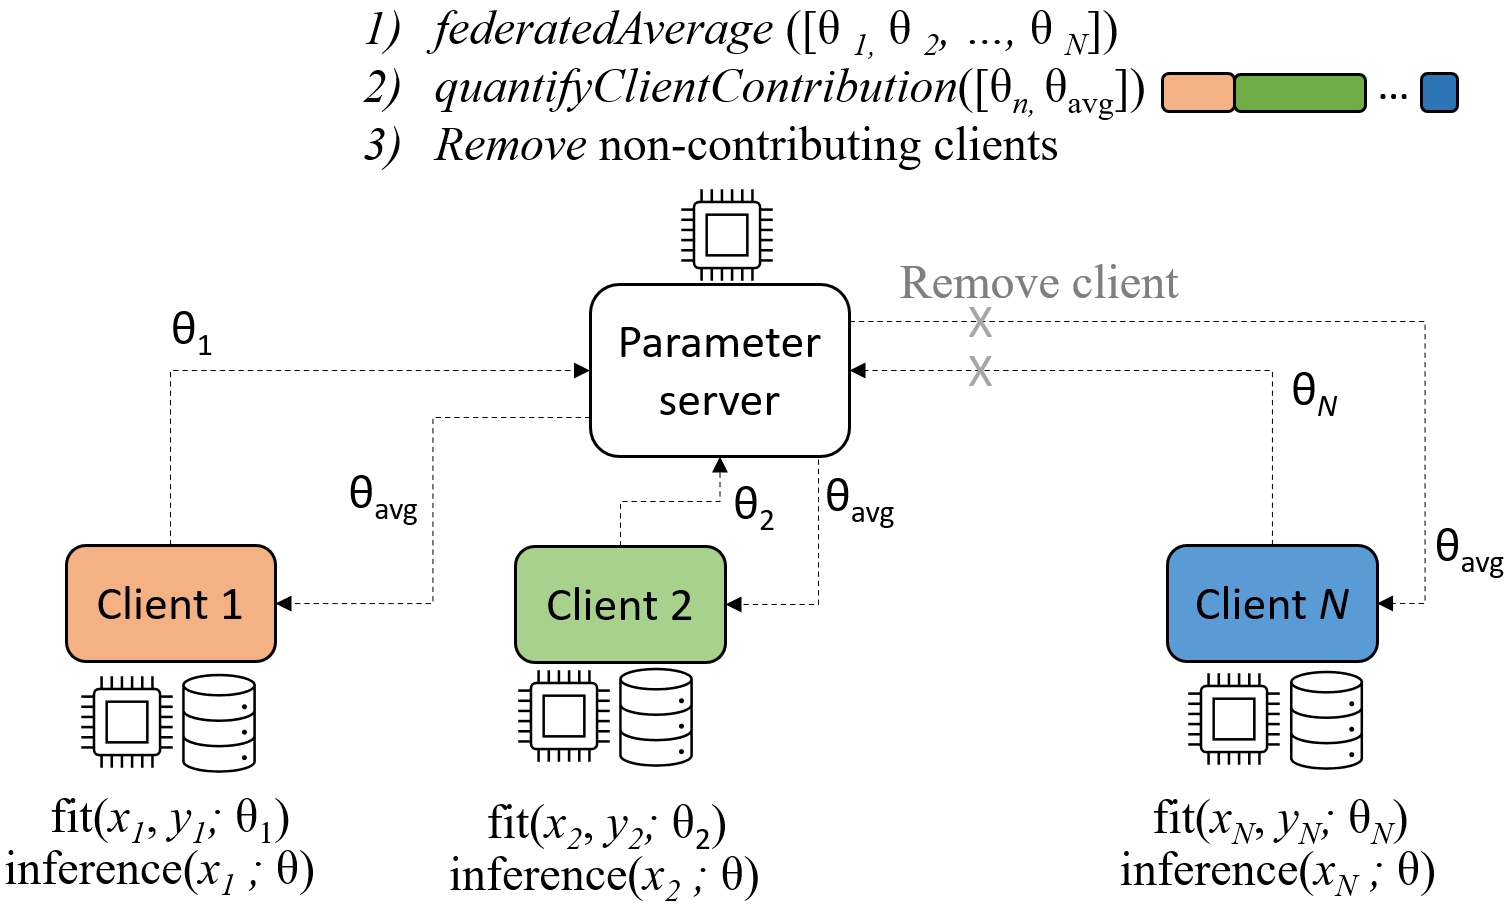 1) federatedAverage ([θ 1, θ 2, ..., θ N])
2) quantifyClientContribution([θn, θavg]) ...
3) Remove non-contributing clients
Remove client
X
X
Parameter
server
θ1
θN
θavg
θ2
θavg
θavg
Client 1
Client 2
Client N
fit(x1, y1; θ1)
inference(x1 ; θ)
fit(x2, y2; θ2)
inference(x2 ; θ)
fit(xN, yN; θN)
inference(xN ; θ)